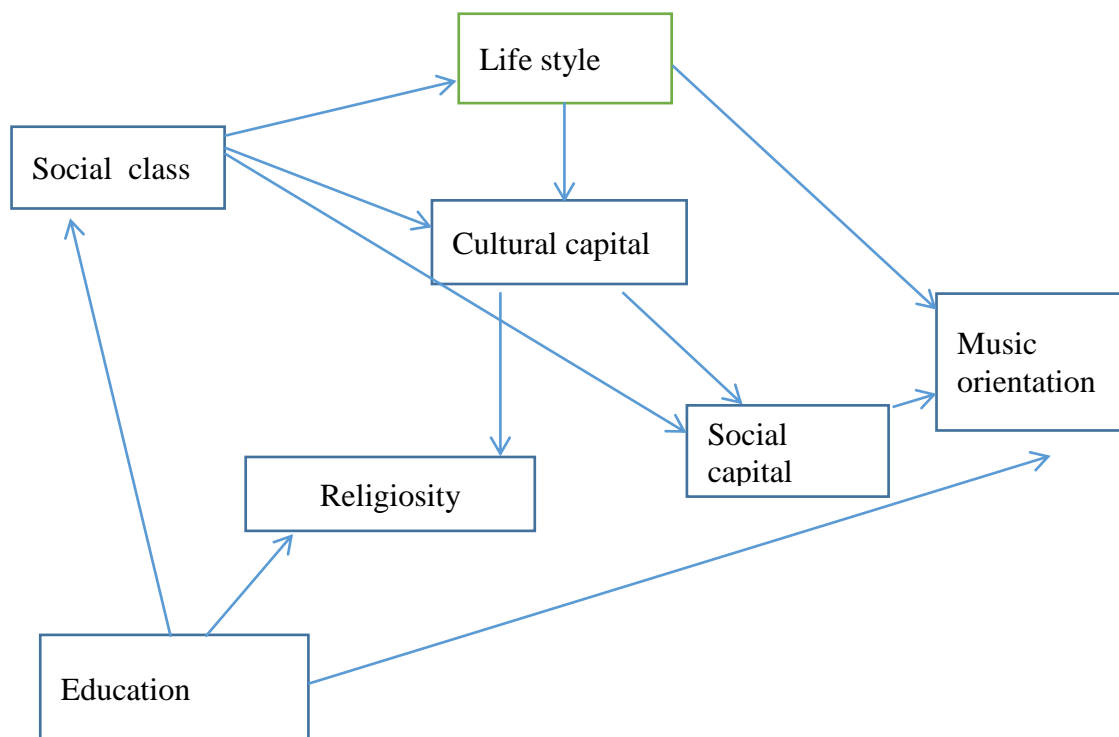 Life style
Social  class
Cultural capital
Music
orientation
Social
capital
Religiosity
Education